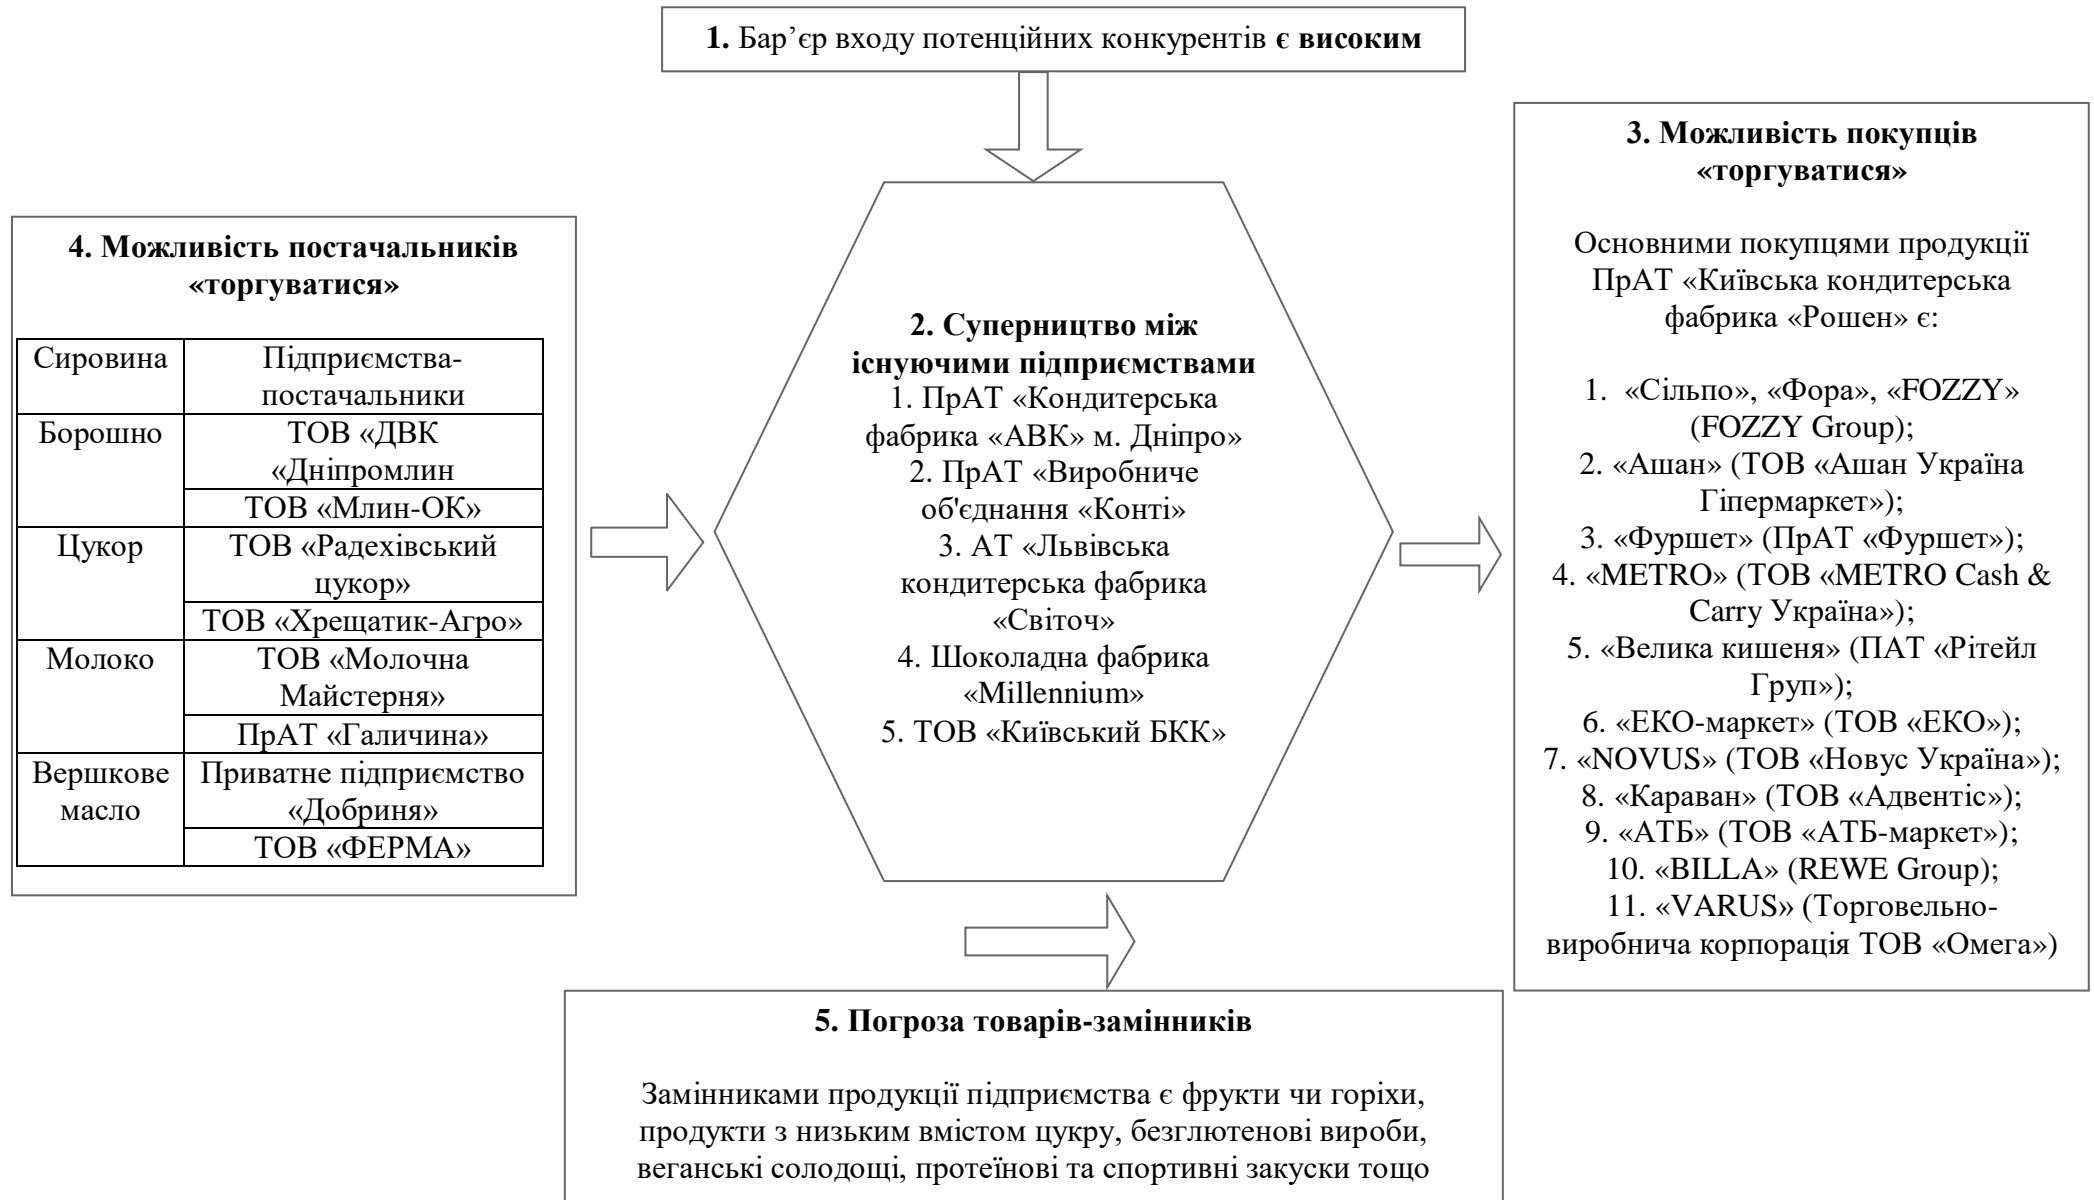 1. Бар’єр входу потенційних конкурентів є високим
4. Можливість постачальників
«торгуватися»
Сировина
Підприємства-
постачальники
Борошно
ТОВ «ДВК
«Дніпромлин
ТОВ «Млин-ОК»
Цукор
ТОВ «Радехівський
цукор»
ТОВ «Хрещатик-Агро»
Молоко
ТОВ «Молочна
Майстерня»
ПрАТ «Галичина»
Вершкове
масло
Приватне підприємство
«Добриня»
ТОВ «ФЕРМА»
2. Суперництво між
існуючими підприємствами
1. ПрАТ «Кондитерська
фабрика «АВК» м. Дніпро»
2. ПрАТ «Виробниче
об'єднання «Конті»
3. АТ «Львівська
кондитерська фабрика
«Світоч»
4. Шоколадна фабрика
«Millennium»
5. ТОВ «Київський БКК»
3. Можливість покупців
«торгуватися»
Основними покупцями продукції
ПрАТ «Київська кондитерська
фабрика «Рошен» є:
1. «Сільпо», «Фора», «FOZZY»
(FOZZY Group);
2. «Ашан» (ТОВ «Ашан Україна
Гіпермаркет»);
3. «Фуршет» (ПрАТ «Фуршет»);
4. «METRO» (ТОВ «METRO Cash &
Carry Україна»);
5. «Велика кишеня» (ПАТ «Рітейл
Груп»);
6. «ЕКО-маркет» (ТОВ «ЕКО»);
7. «NOVUS» (ТОВ «Новус Україна»);
8. «Караван» (ТОВ «Адвентіс»);
9. «АТБ» (ТОВ «АТБ-маркет»);
10. «BILLA» (REWE Group);
11. «VARUS» (Торговельно-
виробнича корпорація ТОВ «Омега»)
5. Погроза товарів-замінників
Замінниками продукції підприємства є фрукти чи горіхи,
продукти з низьким вмістом цукру, безглютенові вироби,
веганські солодощі, протеїнові та спортивні закуски тощо